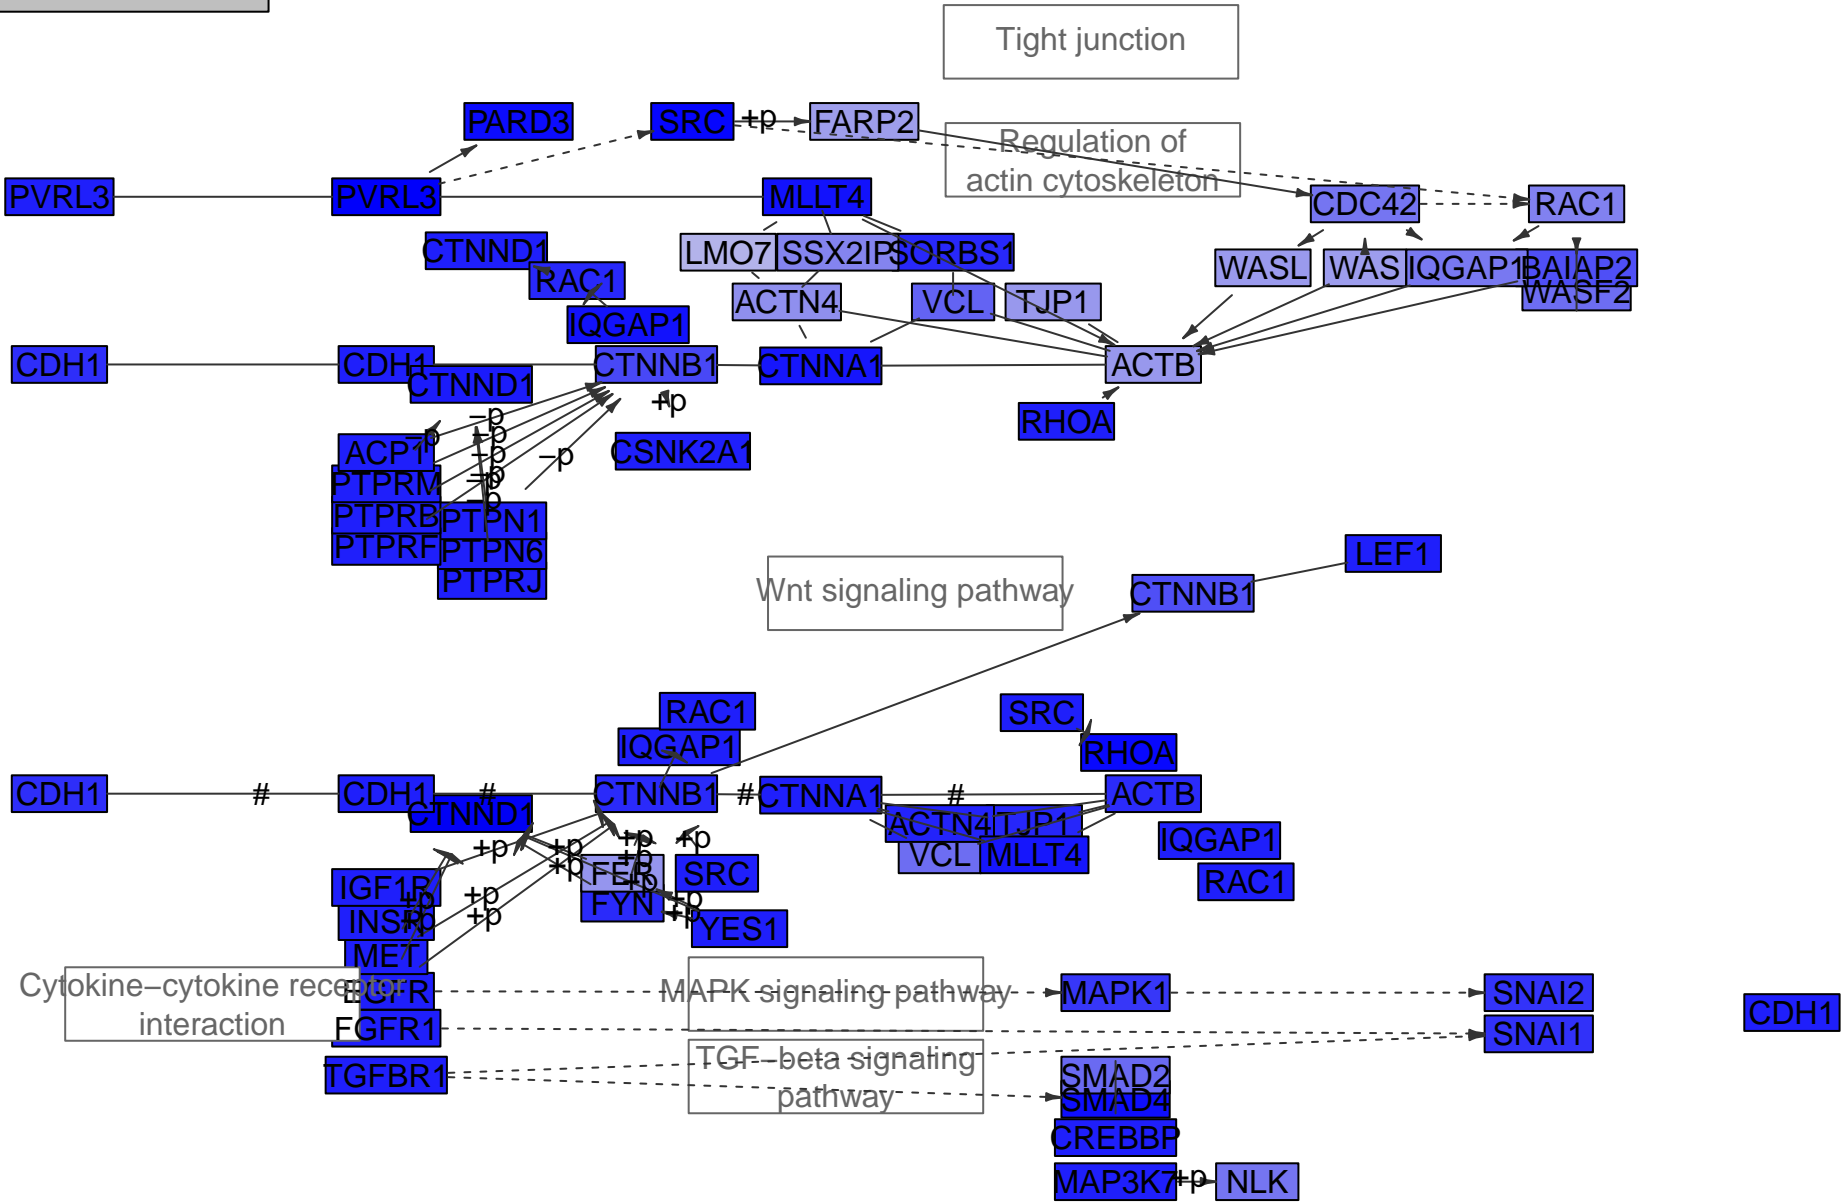 Tight junction
PARD3
SRC
+p
FARP2
Regulation of
actin cytoskeleton
PVRL3
PVRL3
MLLT4
CDC42
RAC1
CTNND1
LMO7
SSX2IP
SORBS1
WASL
WAS
IQGAP1
BAIAP2
RAC1
WASF2
ACTN4
VCL
TJP1
IQGAP1
CDH1
CDH1
CTNNB1
CTNNA1
ACTB
CTNND1
+p
RHOA
−p
−p
−p
ACP1
CSNK2A1
−p
−p
−p
PTPRM
−p
−p
PTPRB
PTPN1
PTPRF
PTPN6
LEF1
PTPRJ
Wnt signaling pathway
CTNNB1
RAC1
SRC
IQGAP1
RHOA
CDH1
#
CDH1
#
CTNNB1
#
CTNNA1
#
ACTB
CTNND1
ACTN4
TJP1
+p
+p
+p
+p
IQGAP1
+p
+p
VCL
MLLT4
FER
SRC
IGF1R
+p
RAC1
+p
+p
+p
FYN
INSR
+p
+p
+p
YES1
MET
Cytokine−cytokine receptor
interaction
EGFR
MAPK signaling pathway
MAPK1
SNAI2
CDH1
FGFR1
SNAI1
TGF−beta signaling
pathway
TGFBR1
SMAD2
SMAD4
CREBBP
MAP3K7
+p
NLK